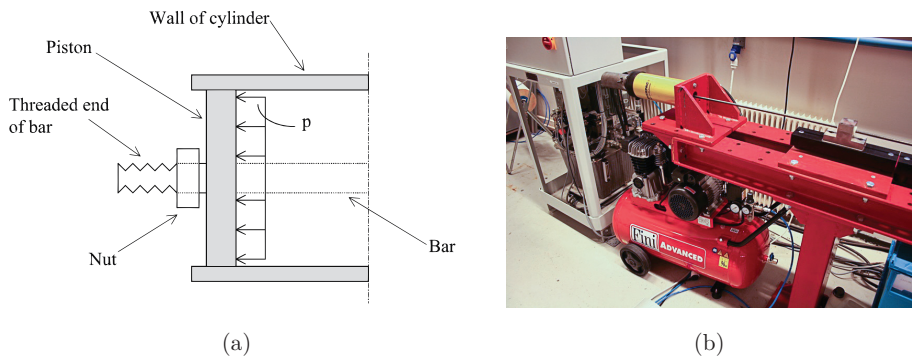 Wall of cylinder
Piston
Threaded end
of bar
p
Nut
Bar
(a)
Fini
ADVANCED
(b)